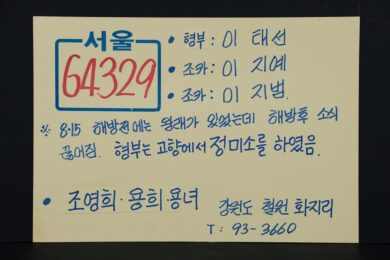 서울
64329
• 형부: 이 태선
• 조카: 이 지예
• 조카: 이 지범.
※ 8·15 해방전에는 왕래가 있었는데 해방후 소식
끊어짐. 형부는 고향에서 정미소를 하였음.
• 조영희·용희·용녀
강원도 철원 화지리
T: 93-3660